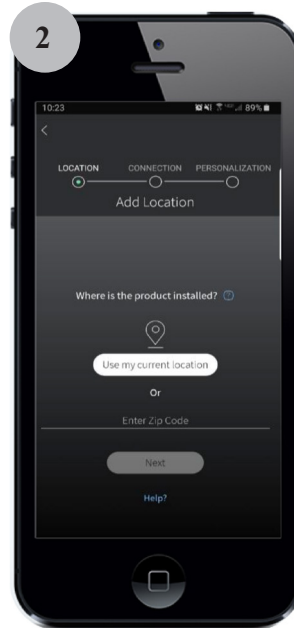 2
10:23 89%
<
LOCATION CONNECTION PERSONALIZATION
Add Location
Where is the product installed? ?
Use my current location
Or
Enter Zip Code
Next
Help?